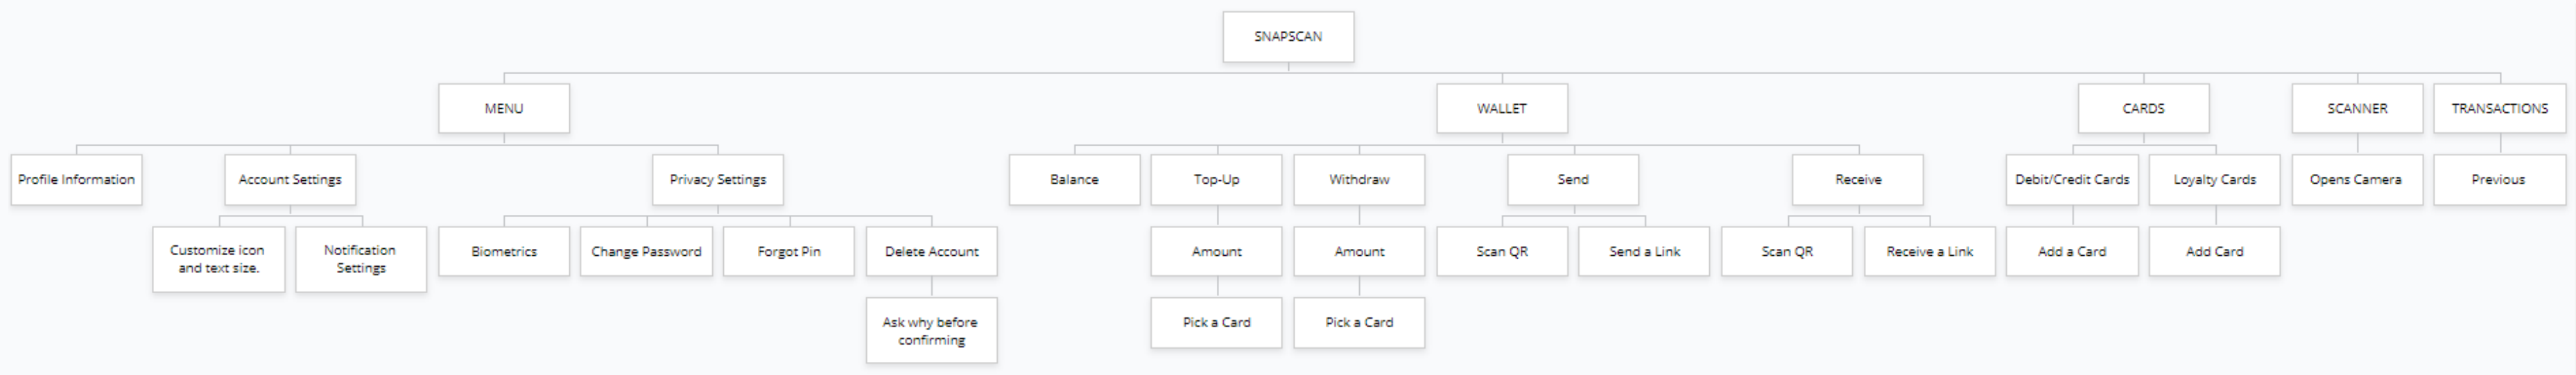 SNAPSCAN
MENU
WALLET
CARDS
SCANNER
TRANSACTIONS
Profile Information
Account Settings
Privacy Settings
Balance
Top-Up
Withdraw
Send
Receive
Debit/Credit Cards
Loyalty Cards
Opens Camera
Previous
Customize icon
and text size.
Notification
Settings
Biometrics
Change Password
Forgot Pin
Delete Account
Amount
Amount
Scan QR
Send a Link
Scan QR
Receive a Link
Add a Card
Add Card
Ask why before
confirming
Pick a Card
Pick a Card